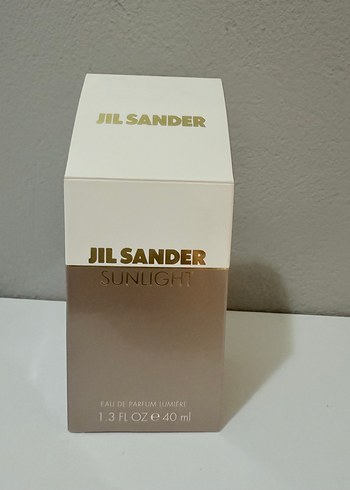 JIL SANDER
JIL SANDER
SUNLIGHT
EAU DE PARFUM LUMIÈRE
1.3 FL OZ ℮ 40 ml